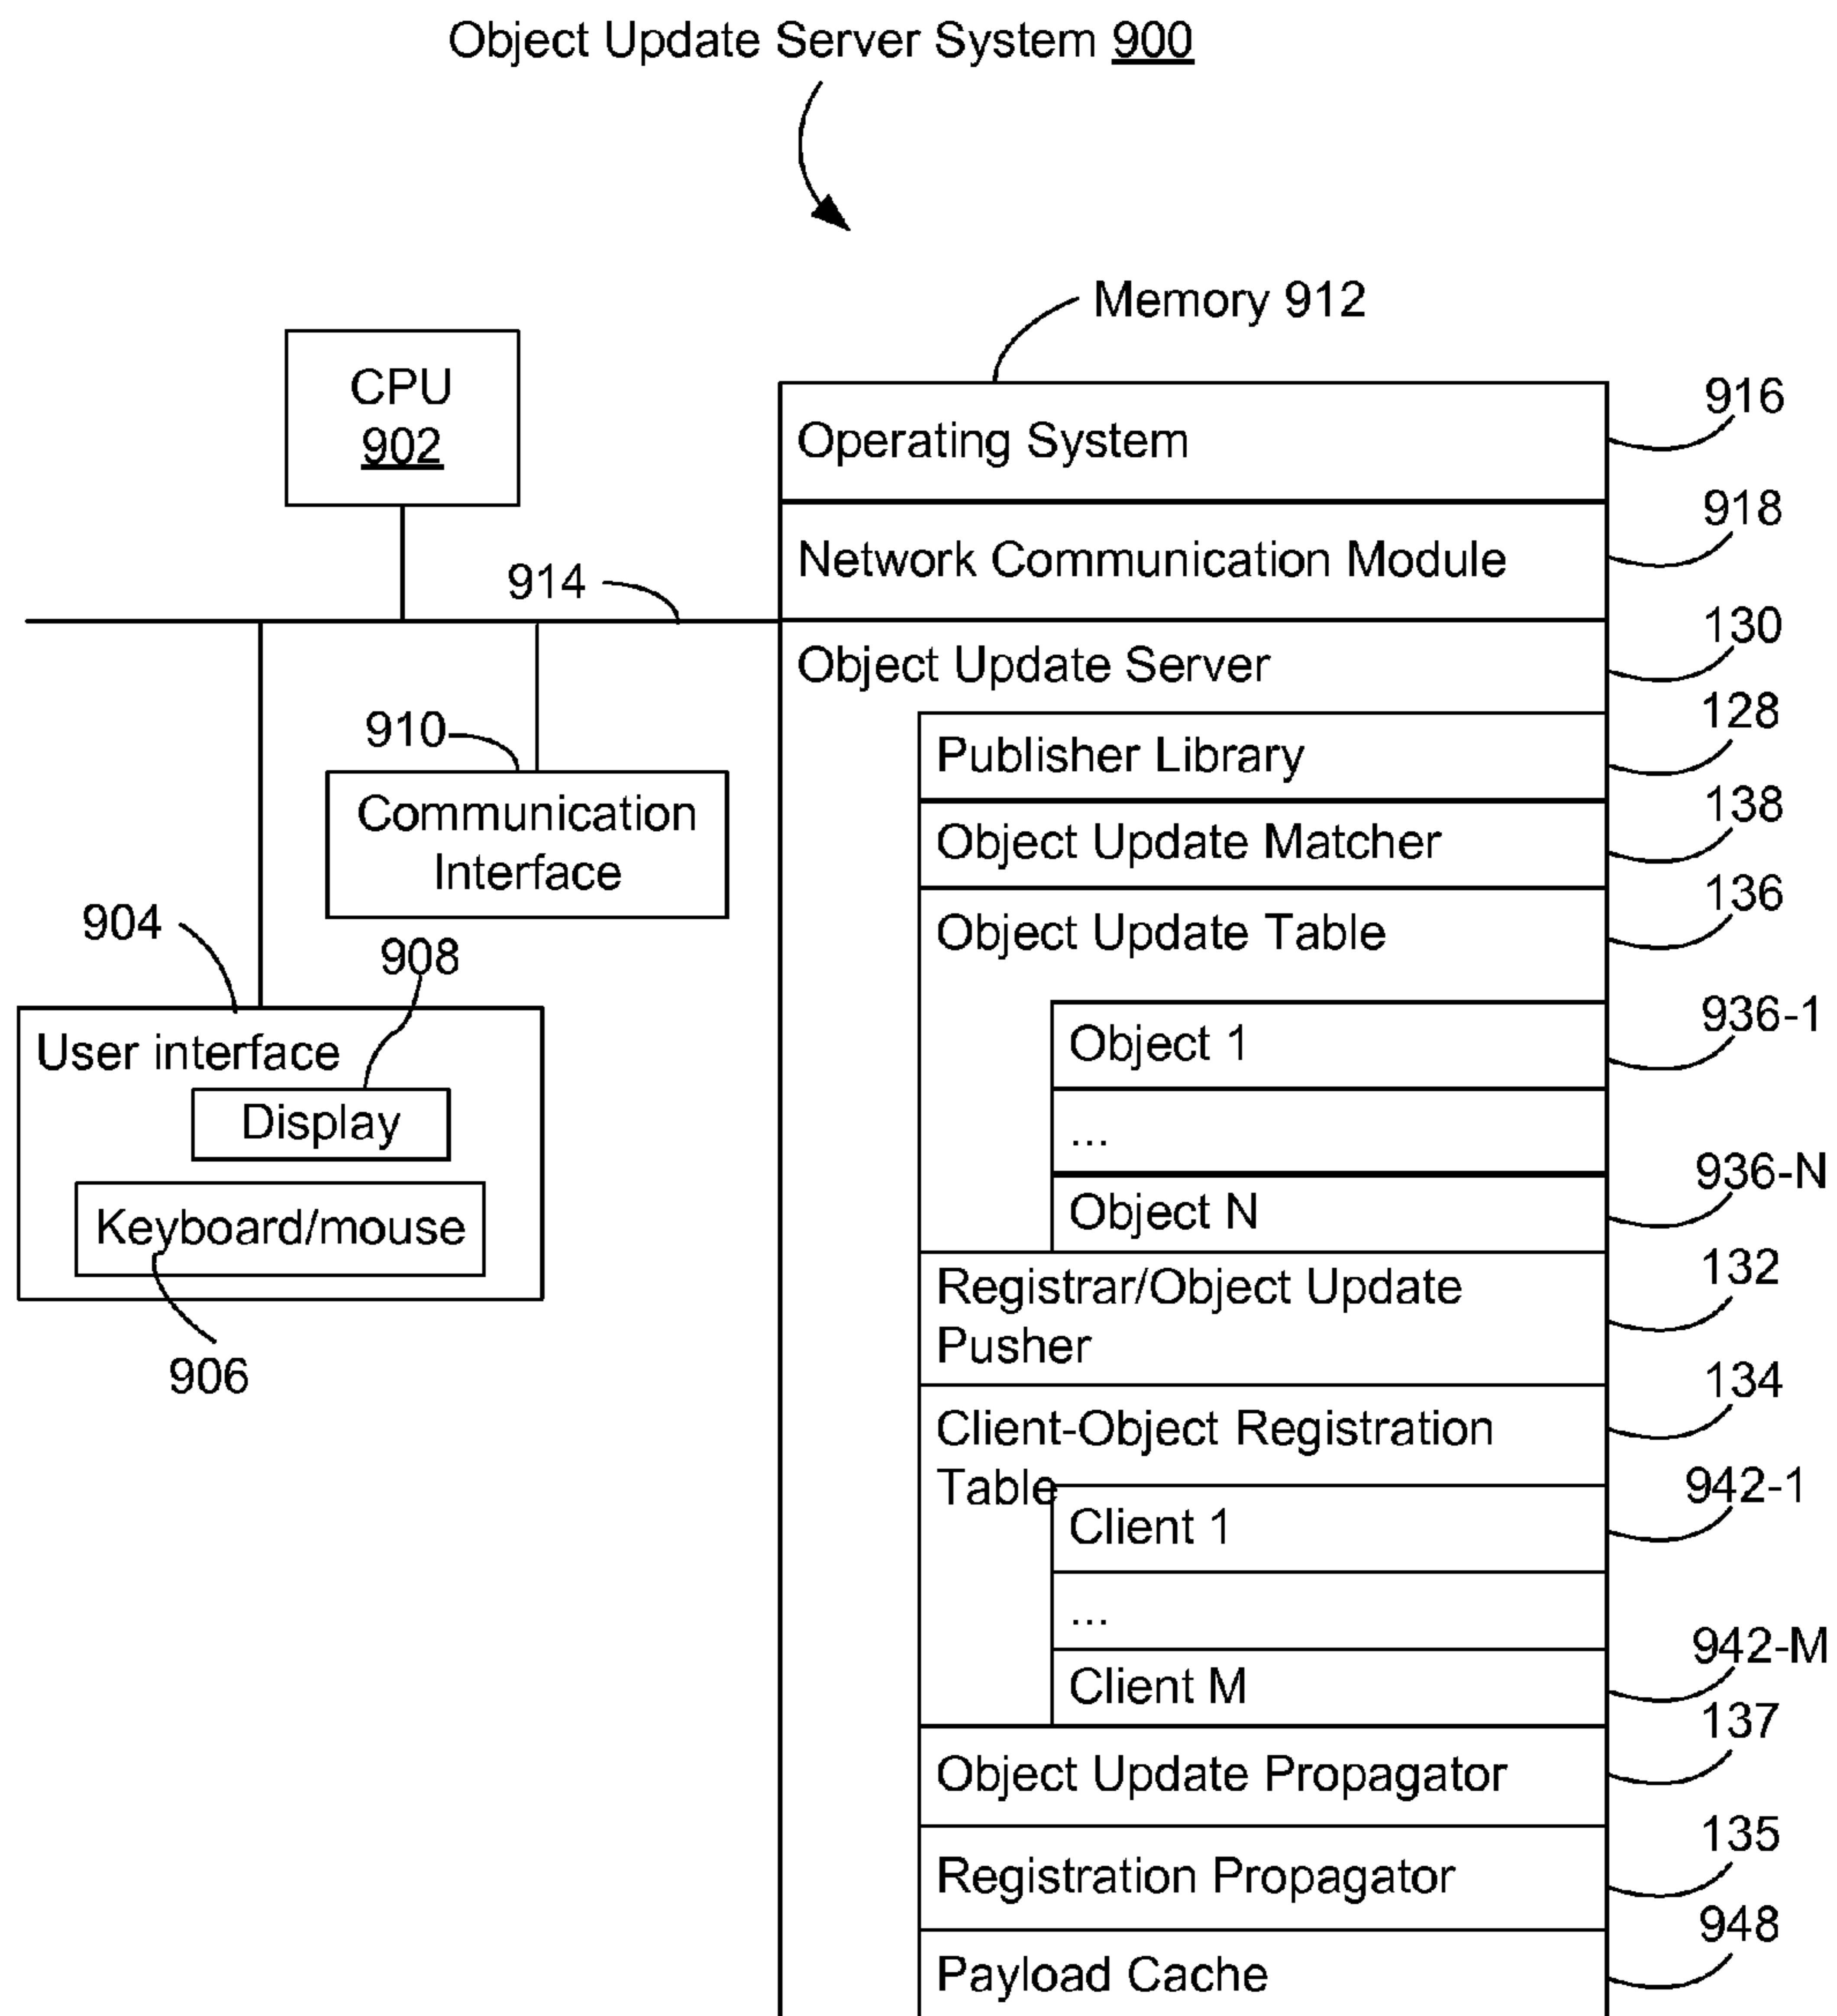 Object Update Server System 900
Memory 912
CPU
902
916
Operating System
918
Network Communication Module
914
130
Object Update Server
128
Publisher Library
910
Communication
Interface
138
Object Update Matcher
136
Object Update Table
904
908
User interface
Display
Keyboard/mouse
906
936-1
Object 1
...
936-N
Object N
132
Registrar/Object Update
Pusher
134
Client-Object Registration
Table
942-1
Client 1
...
942-M
Client M
137
Object Update Propagator
135
Registration Propagator
948
Payload Cache